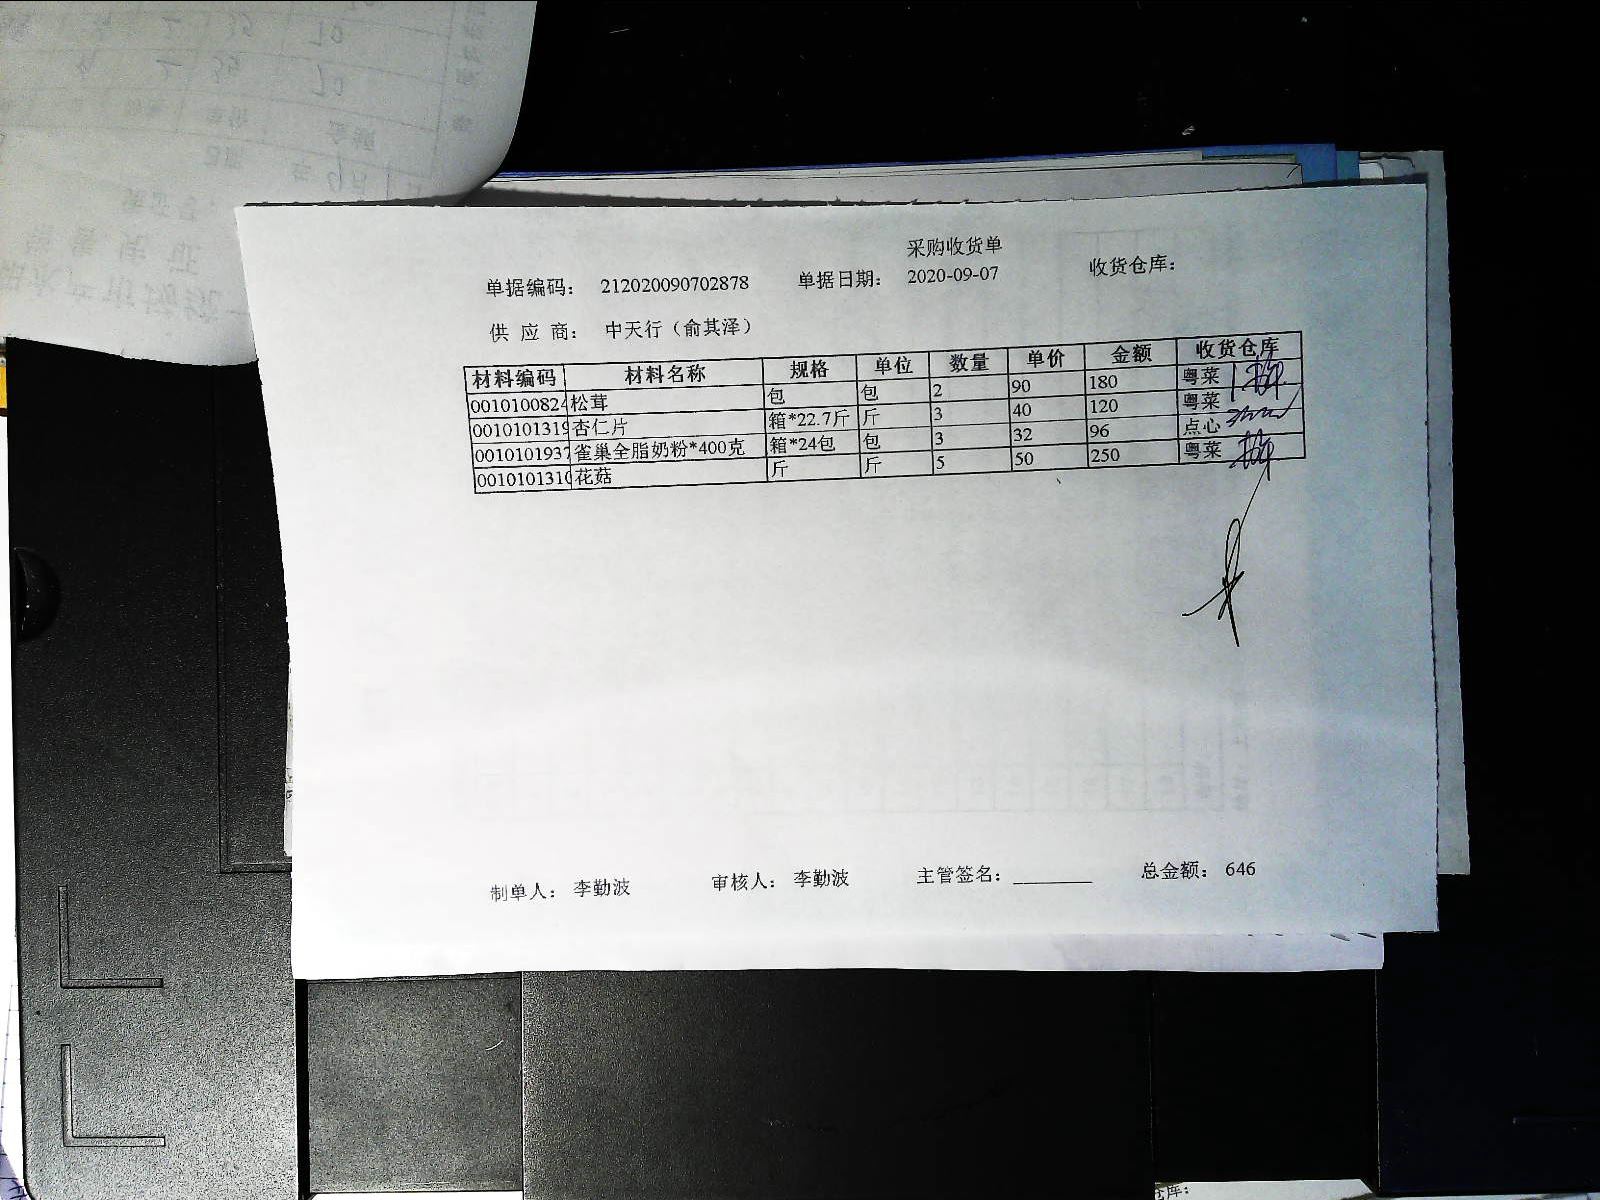 采购收货单
单据编码： 212020090702878 单据日期： 2020-09-07 收货仓库：
供 应 商： 中天行（俞其泽）
材料编码 材料名称 规格 单位 数量 单价 金额 收货仓库
0010100824 松茸 包 包 2 90 180 粤菜
0010101319 杏仁片 箱*22.7斤 斤 3 40 120 粤菜
0010101937 雀巢全脂奶粉*400克 箱*24包 包 3 32 96 点心
001010131 花菇 斤 斤 5 50 250 粤菜
制单人： 李勤波 审核人： 李勤波 主管签名：________ 总金额： 646